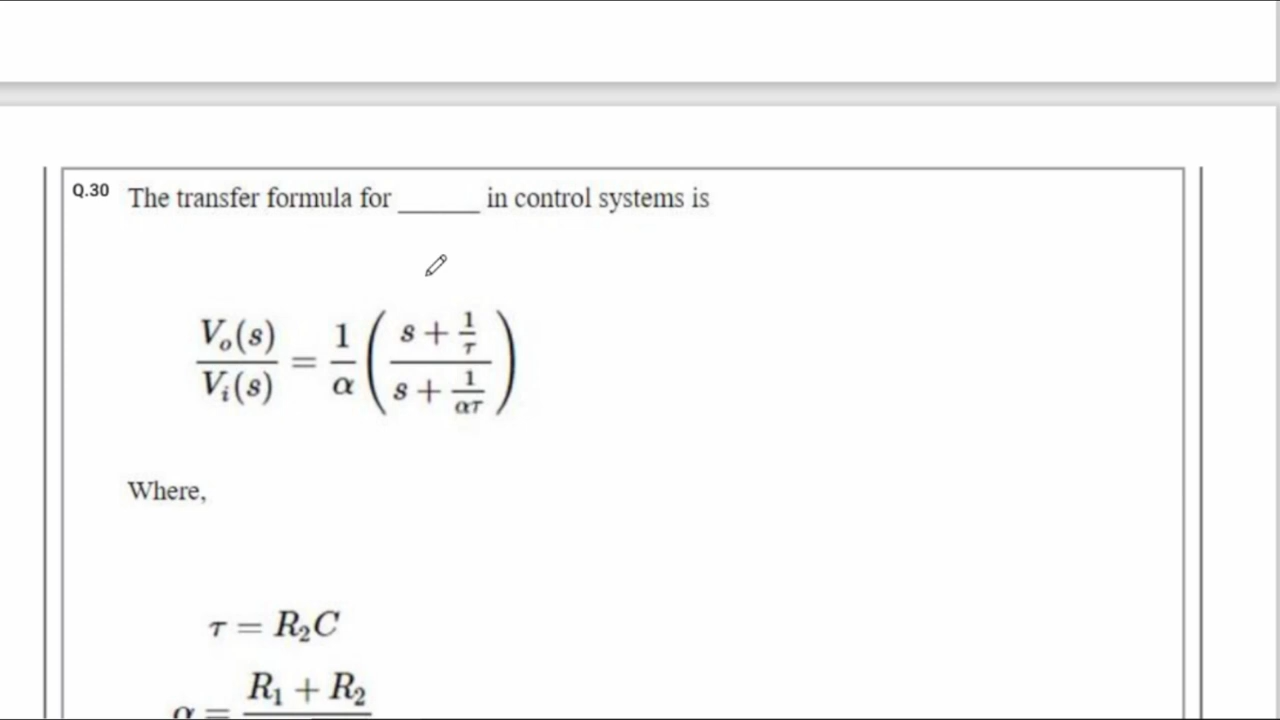 Q.30 The transfer formula for ______ in control systems is
V₀(s)/Vᵢ(s) = 1/α ( (s + 1/τ) / (s + 1/ατ) )
Where,
τ = R₂C
α = R₁ + R₂